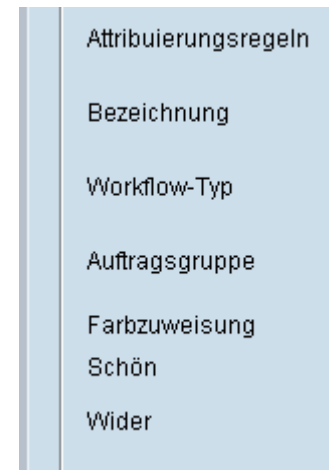 Attribuierungsregeln
Bezeichnung
Workflow-Typ
Auftragsgruppe
Farbzuweisung
Schön
Wider